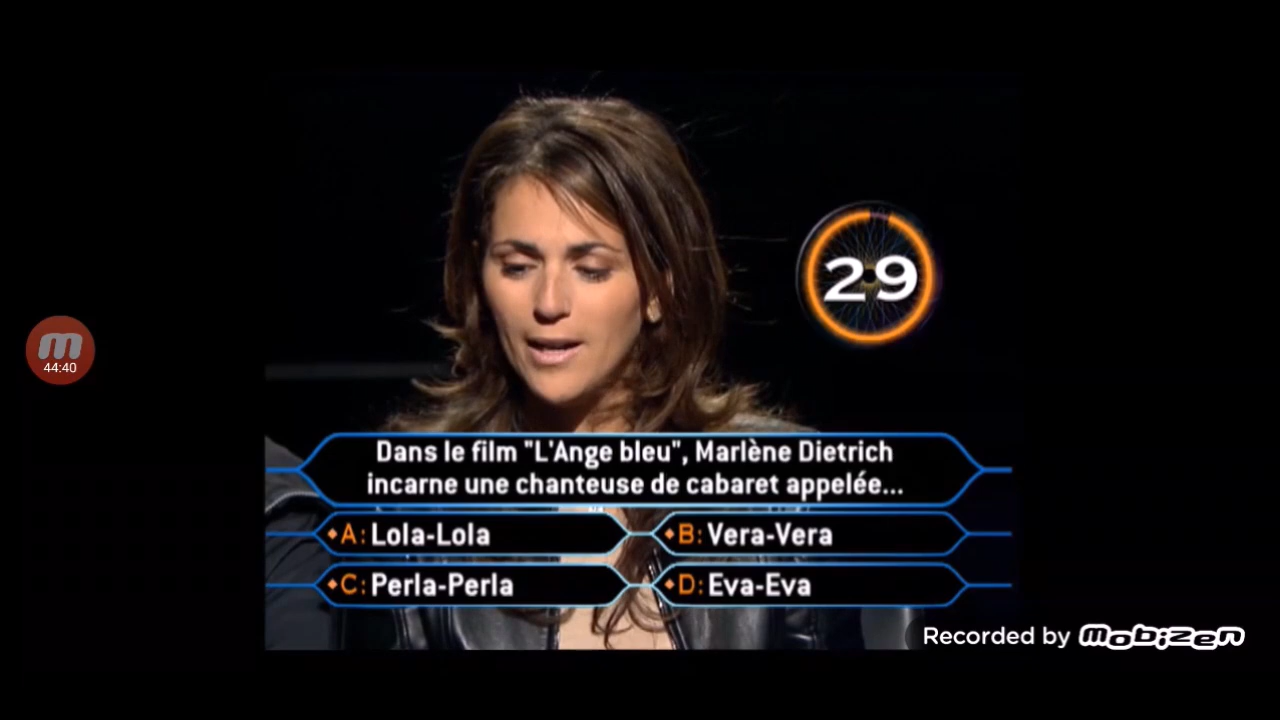 29
m
44:40
Dans le film "L'Ange bleu", Marlène Dietrich
incarne une chanteuse de cabaret appelée...
A: Lola-Lola
B: Vera-Vera
C: Perla-Perla
D: Eva-Eva
Recorded by mobizen